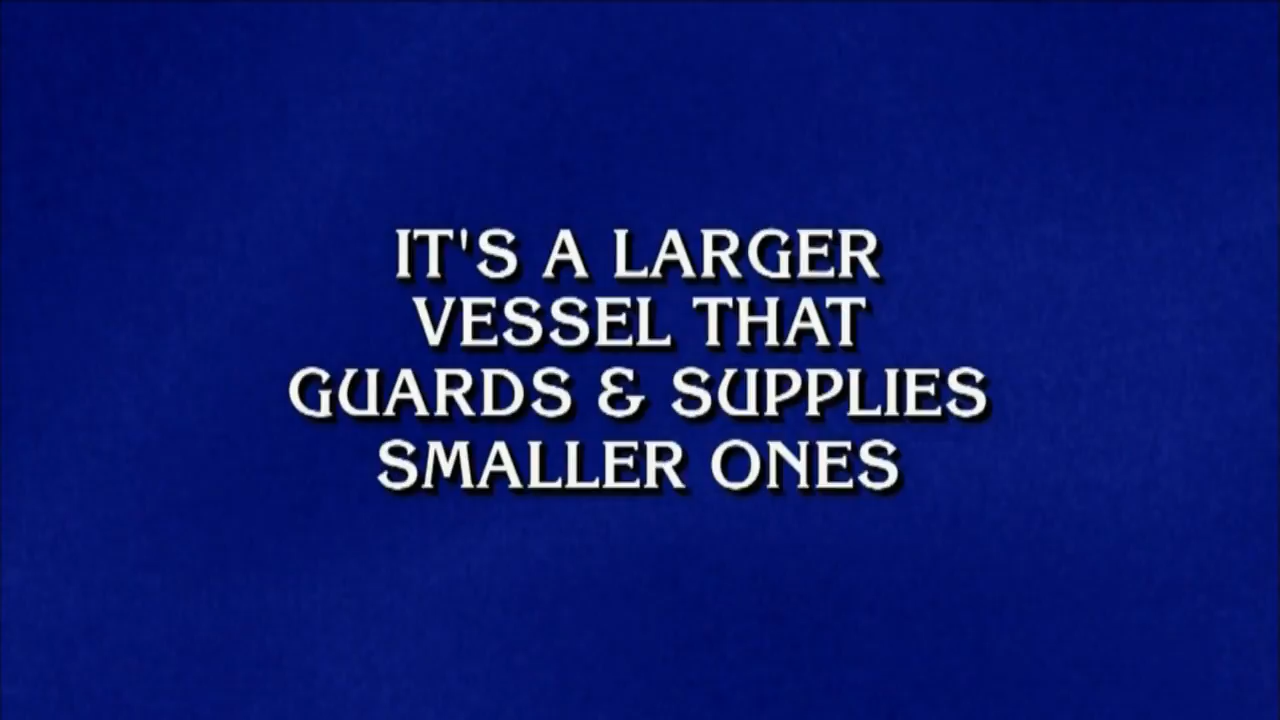 IT'S A LARGER
VESSEL THAT
GUARDS & SUPPLIES
SMALLER ONES